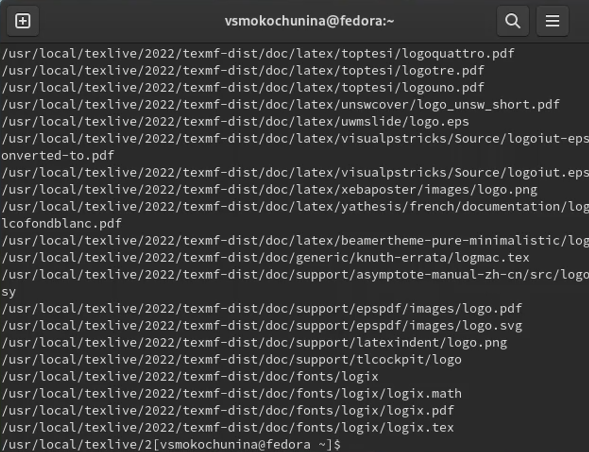 vsmokochunina@fedora:~
/usr/local/texlive/2022/texmf-dist/doc/latex/toptesi/logoquattro.pdf
/usr/local/texlive/2022/texmf-dist/doc/latex/toptesi/logotre.pdf
/usr/local/texlive/2022/texmf-dist/doc/latex/toptesi/logouno.pdf
/usr/local/texlive/2022/texmf-dist/doc/latex/unswcover/logo_unsw_short.pdf
/usr/local/texlive/2022/texmf-dist/doc/latex/uwmslide/logo.eps
/usr/local/texlive/2022/texmf-dist/doc/latex/visualpstricks/Source/logoiut-eps
onverted-to.pdf
/usr/local/texlive/2022/texmf-dist/doc/latex/visualpstricks/Source/logoiut.eps
/usr/local/texlive/2022/texmf-dist/doc/latex/xebaposter/images/logo.png
/usr/local/texlive/2022/texmf-dist/doc/latex/yathesis/french/documentation/log
lcofondblanc.pdf
/usr/local/texlive/2022/texmf-dist/doc/latex/beamertheme-pure-minimalistic/log
/usr/local/texlive/2022/texmf-dist/doc/generic/knuth-errata/logmac.tex
/usr/local/texlive/2022/texmf-dist/doc/support/asymptote-manual-zh-cn/src/logo
sy
/usr/local/texlive/2022/texmf-dist/doc/support/epspdf/images/logo.pdf
/usr/local/texlive/2022/texmf-dist/doc/support/epspdf/images/logo.svg
/usr/local/texlive/2022/texmf-dist/doc/support/latexindent/logo.png
/usr/local/texlive/2022/texmf-dist/doc/support/tlcockpit/logo
/usr/local/texlive/2022/texmf-dist/doc/fonts/logix
/usr/local/texlive/2022/texmf-dist/doc/fonts/logix/logix.math
/usr/local/texlive/2022/texmf-dist/doc/fonts/logix/logix.pdf
/usr/local/texlive/2022/texmf-dist/doc/fonts/logix/logix.tex
/usr/local/texlive/2[vsmokochunina@fedora ~]$